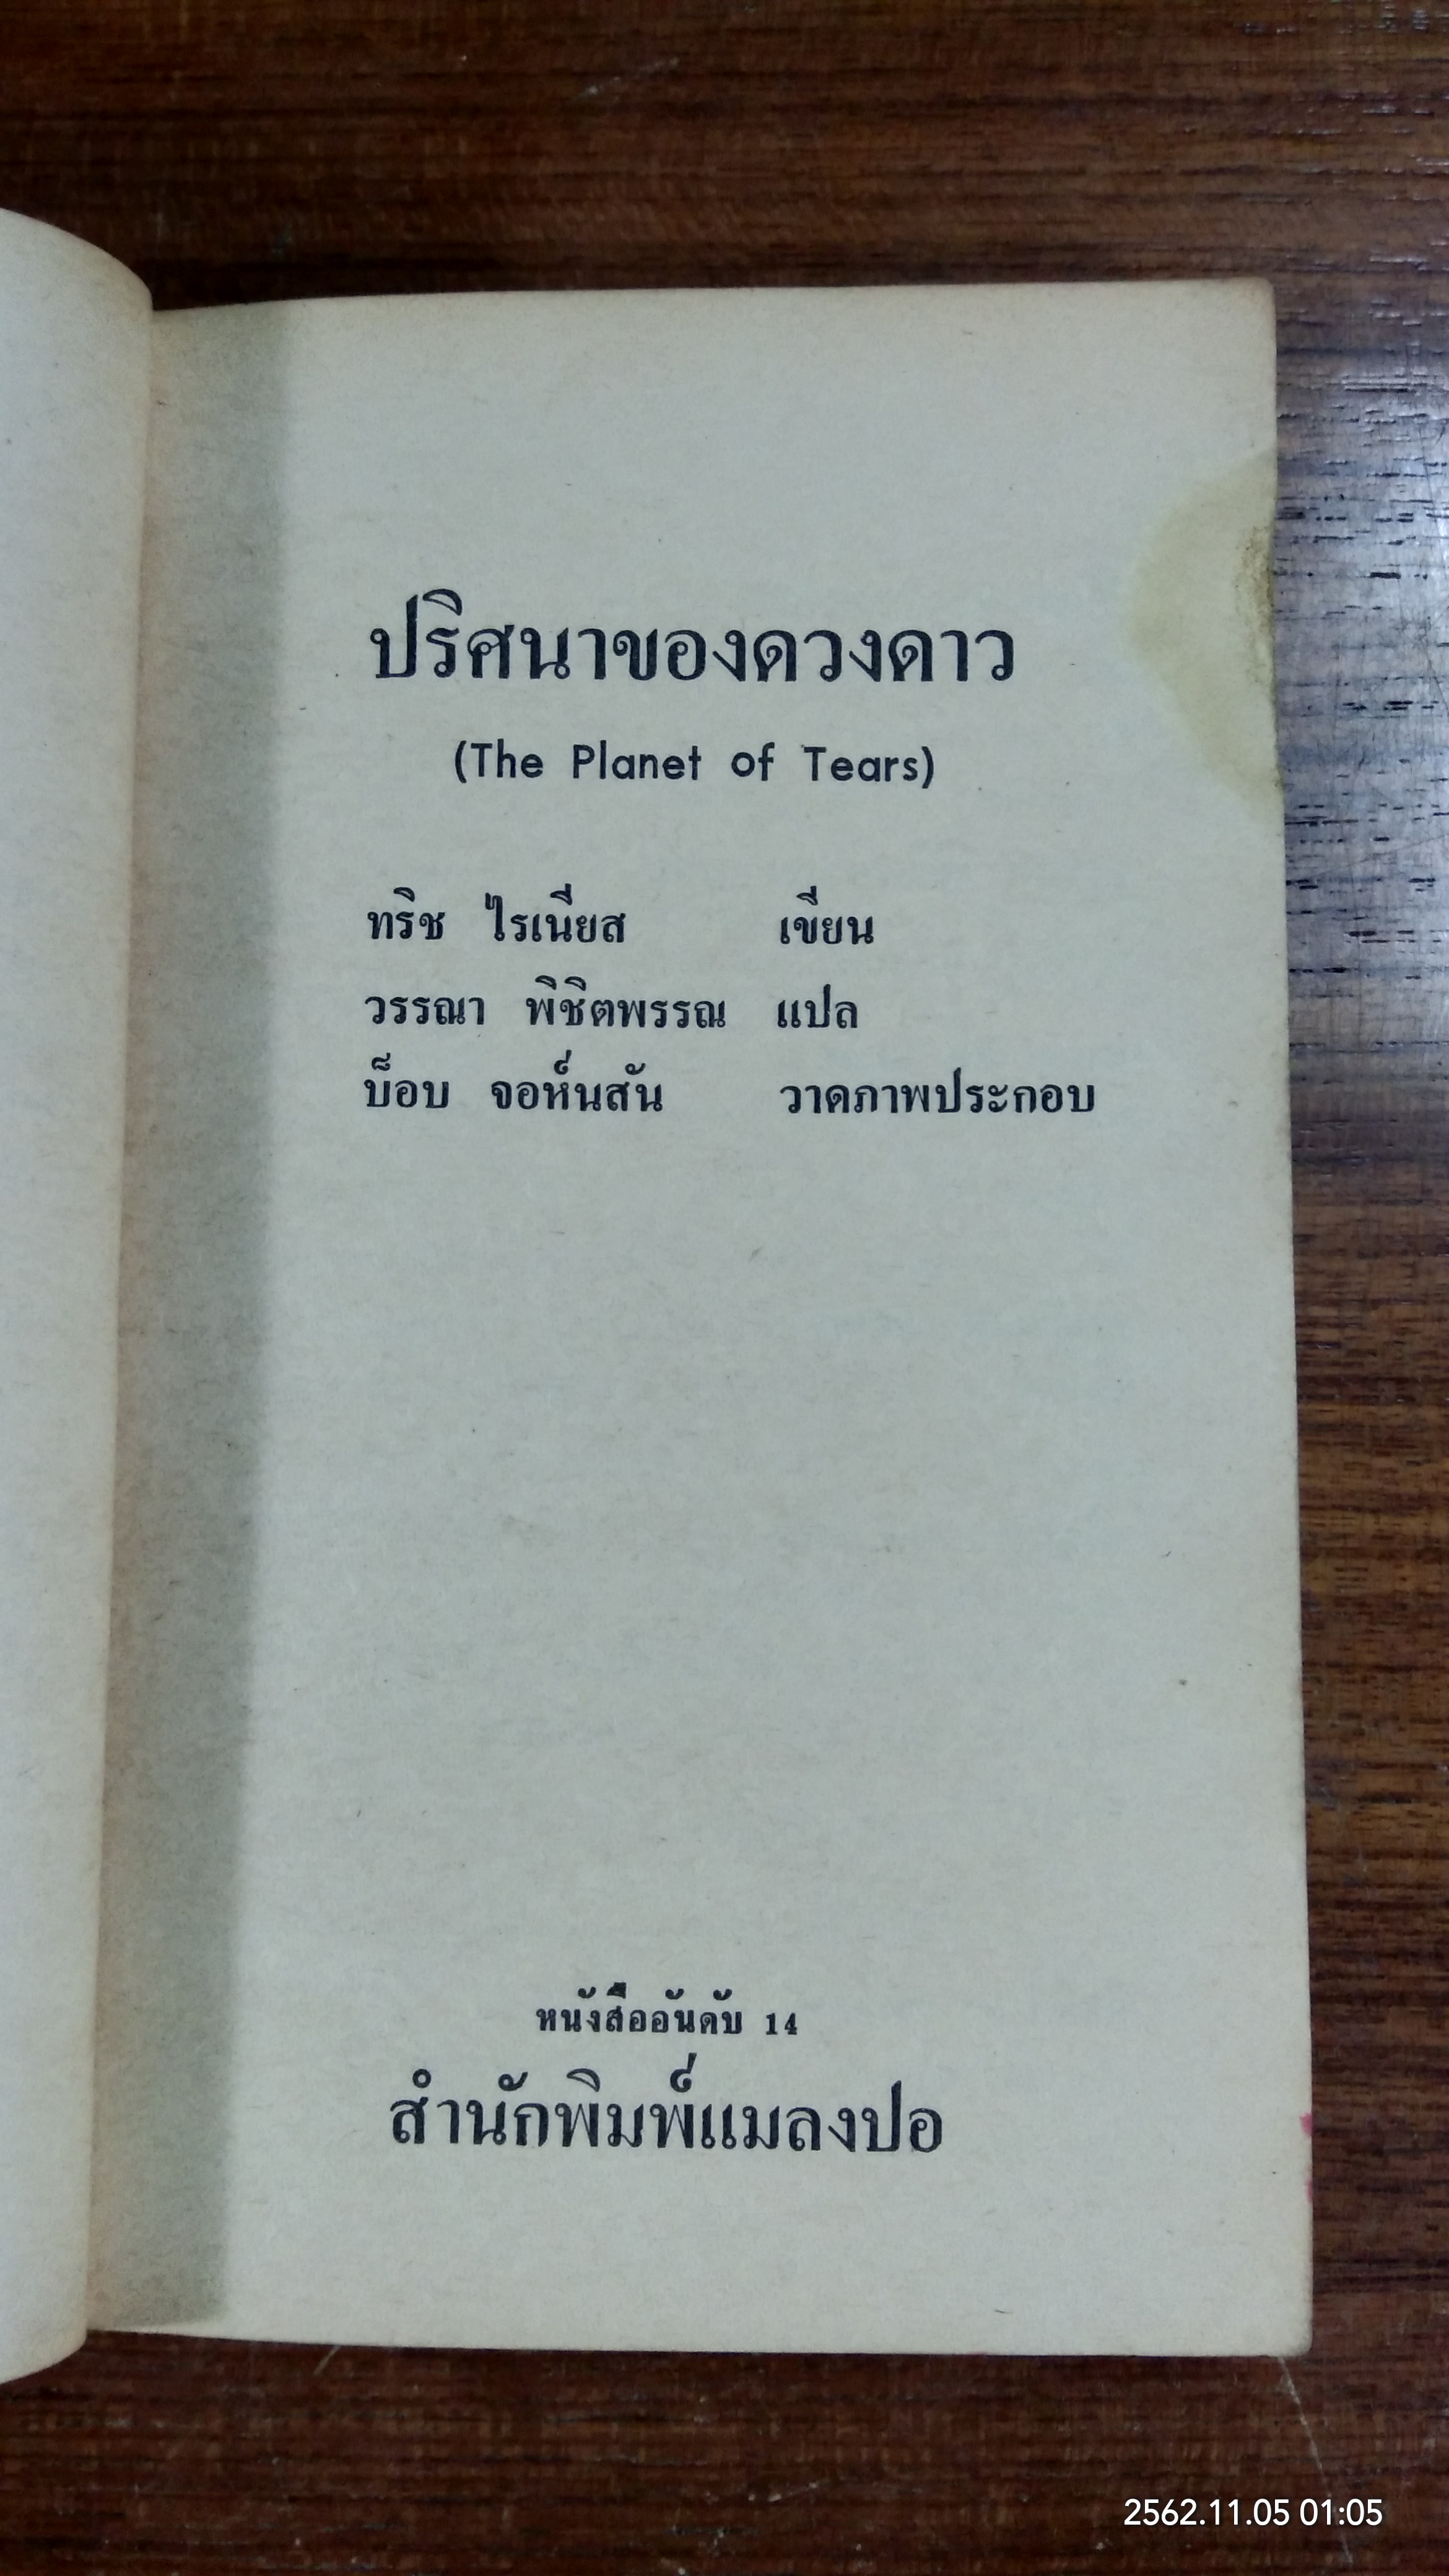 ปริศนาของดวงดาว
(The Planet of Tears)
ทริช ไรเนียส เขียน
วรรณา พิชิตพรรณ แปล
บ็อบ จอห์นสัน วาดภาพประกอบ
หนังสืออันดับ 14
สำนักพิมพ์แมลงปอ
2562.11.05 01:05